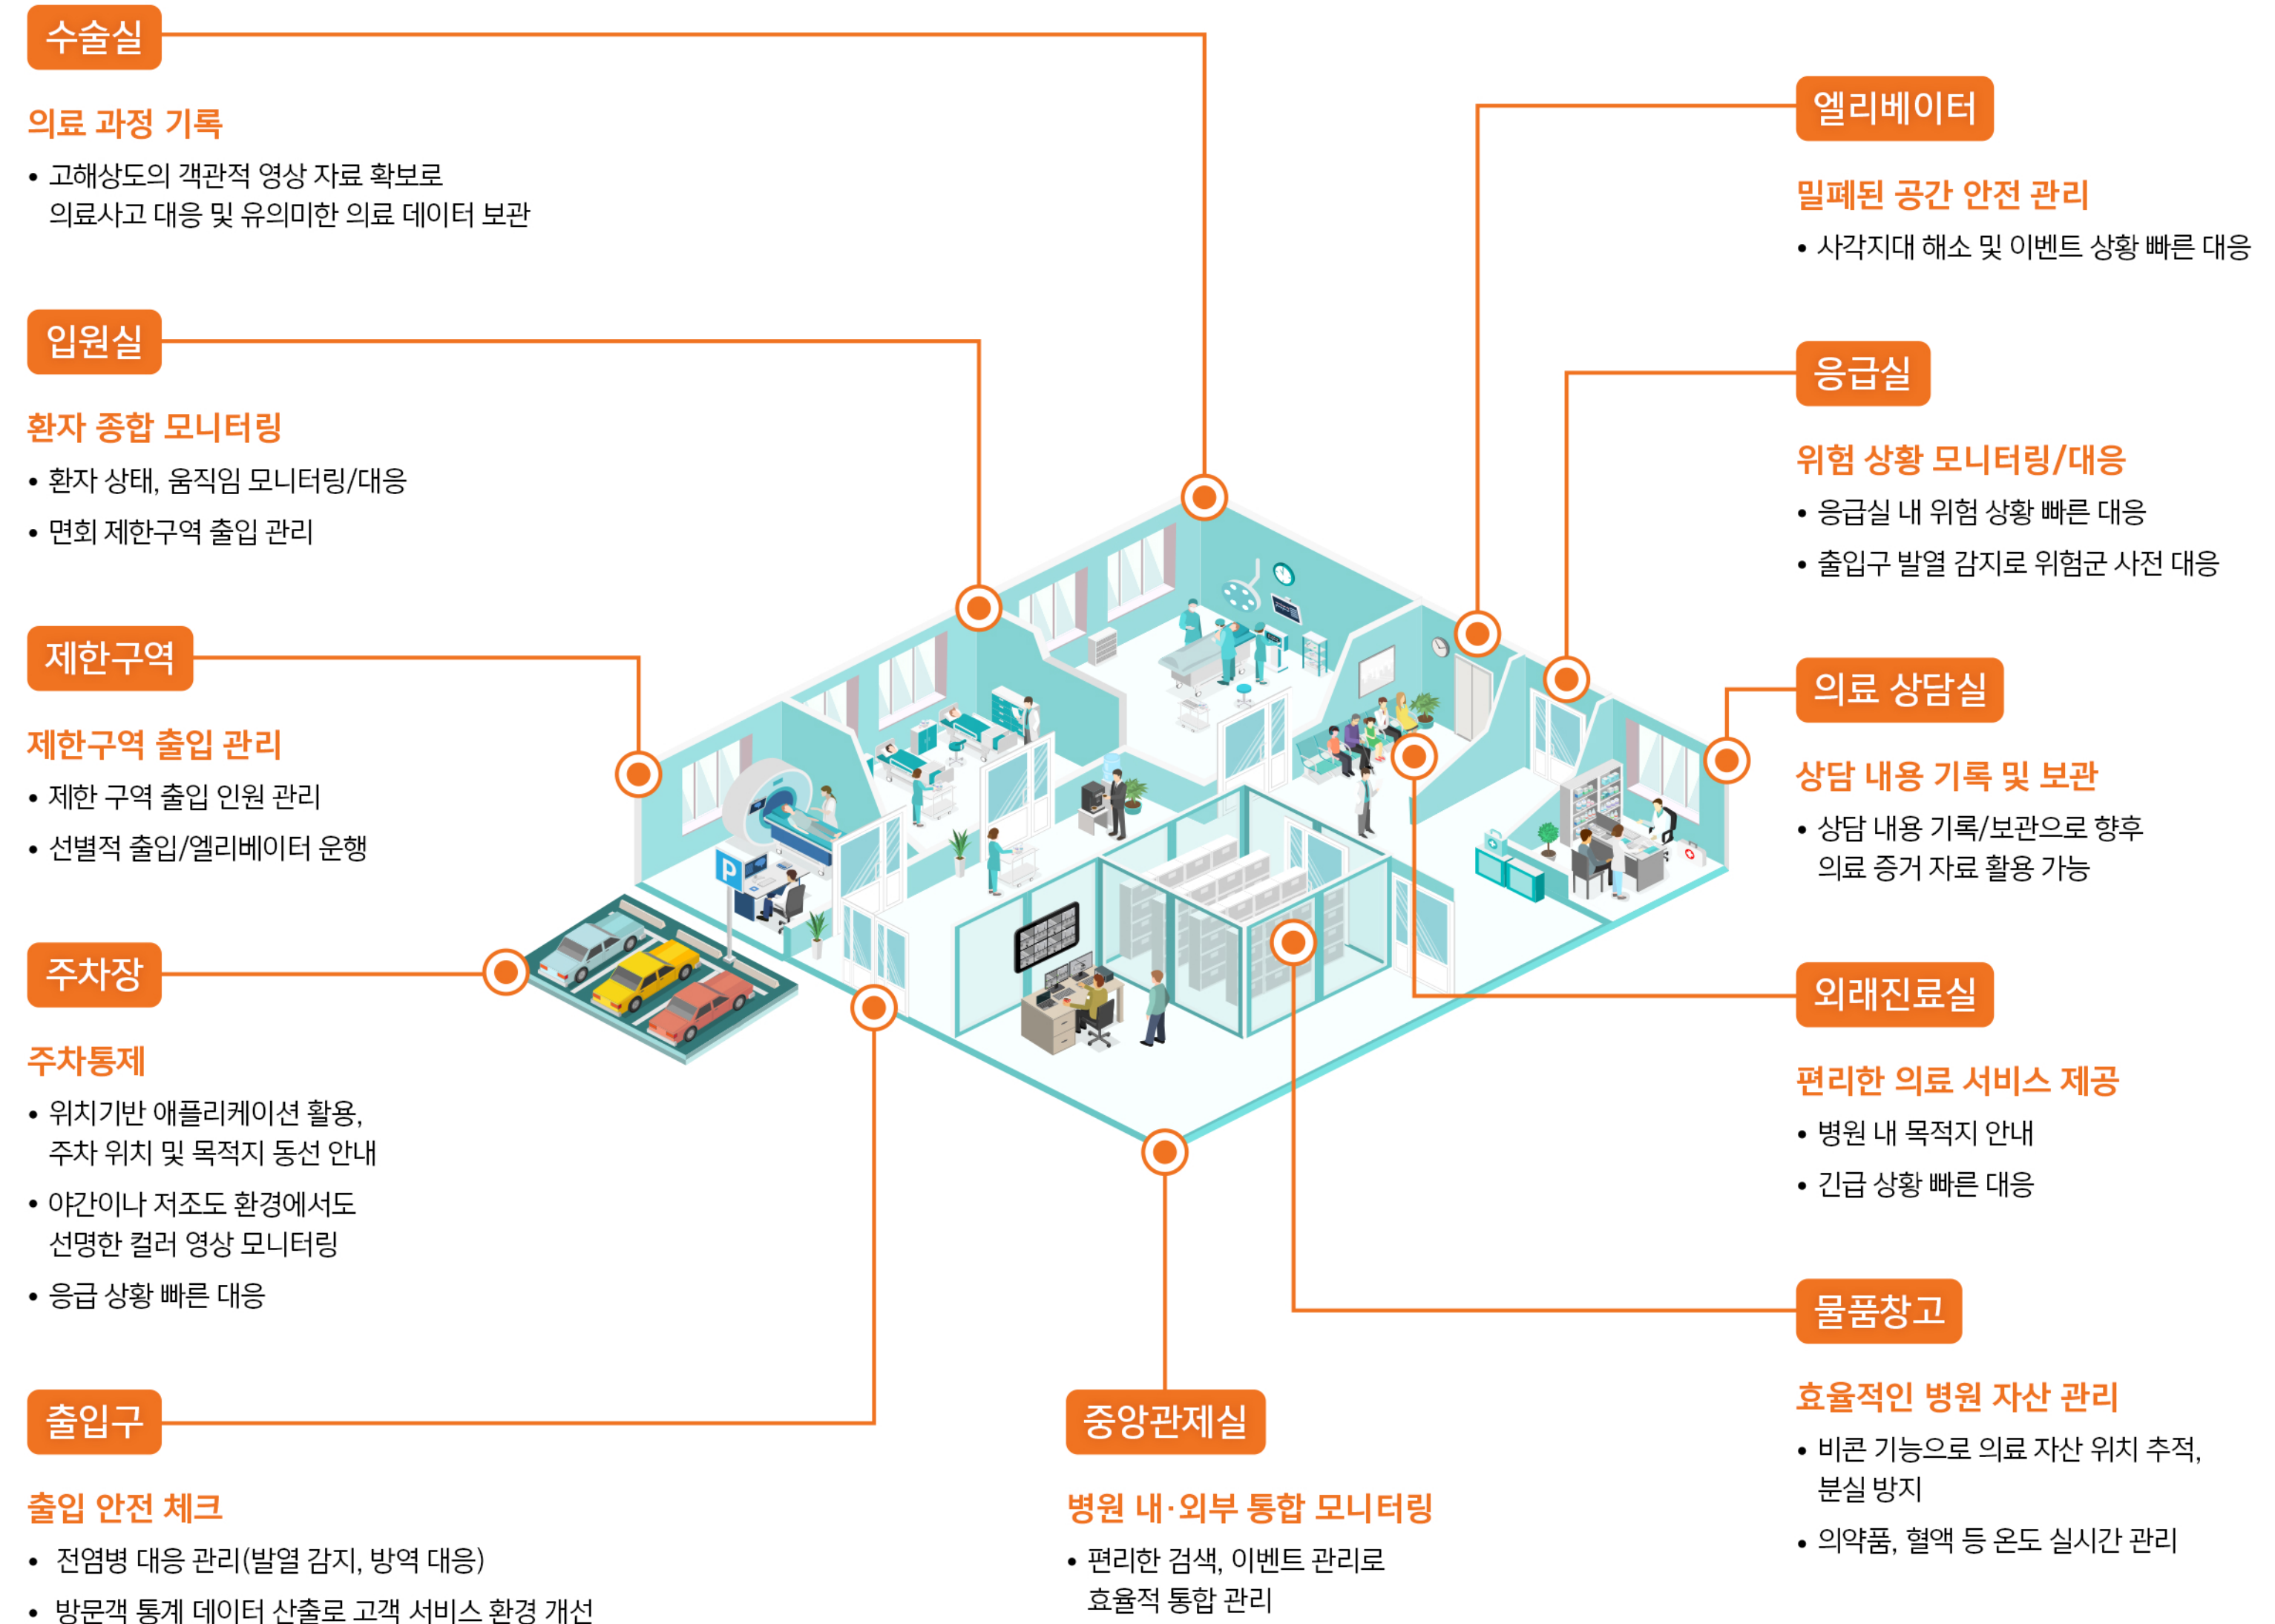 수술실
의료 과정 기록
• 고해상도의 객관적 영상 자료 확보로
의료사고 대응 및 유의미한 의료 데이터 보관
입원실
환자 종합 모니터링
• 환자 상태, 움직임 모니터링/대응
• 면회 제한구역 출입 관리
제한구역
제한구역 출입 관리
• 제한 구역 출입 인원 관리
• 선별적 출입/엘리베이터 운행
주차장
주차통제
• 위치기반 애플리케이션 활용,
주차 위치 및 목적지 동선 안내
• 야간이나 저조도 환경에서도
선명한 컬러 영상 모니터링
• 응급 상황 빠른 대응
출입구
출입 안전 체크
• 전염병 대응 관리(발열 감지, 방역 대응)
• 방문객 통계 데이터 산출로 고객 서비스 환경 개선
P
중앙관제실
병원 내·외부 통합 모니터링
• 편리한 검색, 이벤트 관리로
효율적 통합 관리
엘리베이터
밀폐된 공간 안전 관리
• 사각지대 해소 및 이벤트 상황 빠른 대응
응급실
위험 상황 모니터링/대응
• 응급실 내 위험 상황 빠른 대응
• 출입구 발열 감지로 위험군 사전 대응
의료 상담실
상담 내용 기록 및 보관
• 상담 내용 기록/보관으로 향후
의료 증거 자료 활용 가능
외래진료실
편리한 의료 서비스 제공
• 병원 내 목적지 안내
• 긴급 상황 빠른 대응
물품창고
효율적인 병원 자산 관리
• 비콘 기능으로 의료 자산 위치 추적,
분실 방지
• 의약품, 혈액 등 온도 실시간 관리